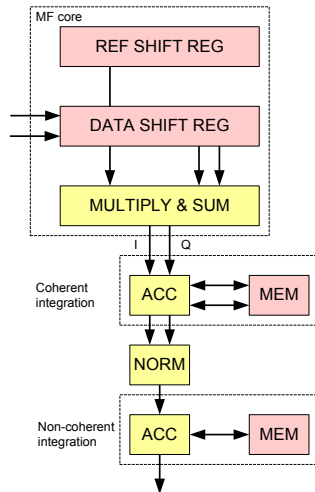 MF core
REF SHIFT REG
DATA SHIFT REG
MULTIPLY & SUM
I
Q
Coherent
integration
ACC
MEM
NORM
Non-coherent
integration
ACC
MEM